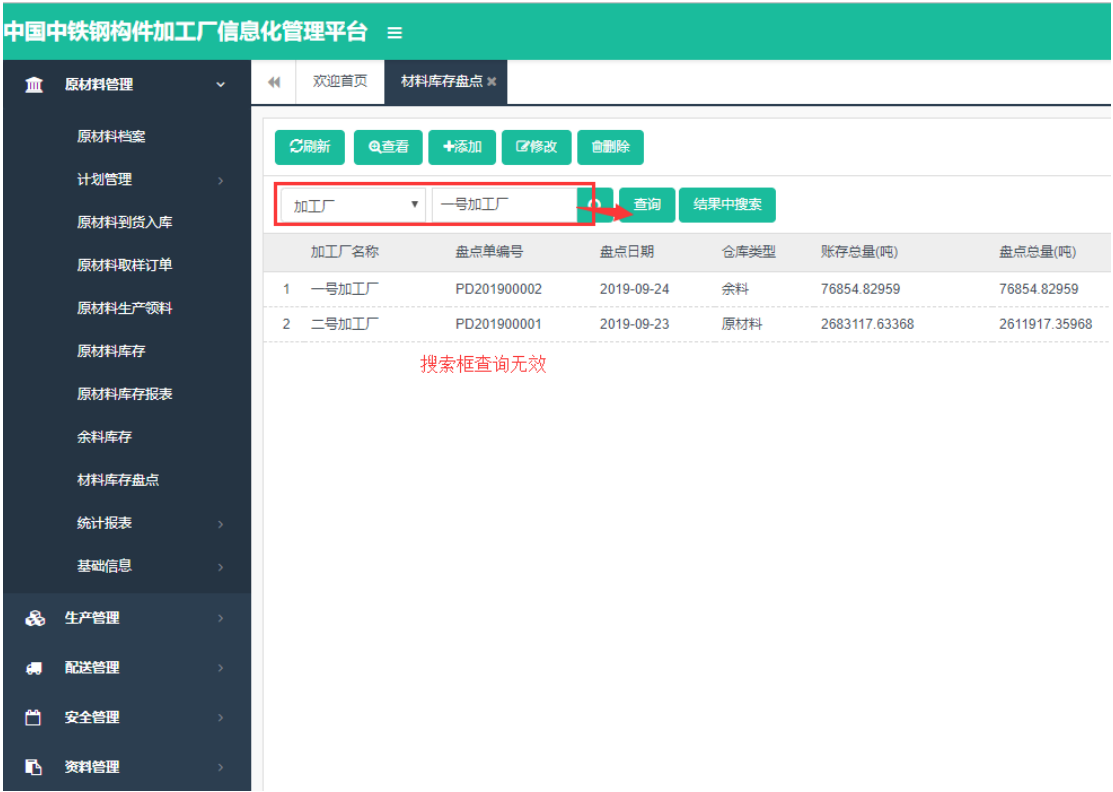 中国中铁钢构件加工厂信息化管理平台
原材料管理
欢迎首页 材料库存盘点
原材料档案
刷新 查看 添加 修改 删除
计划管理
加工厂 一号加工厂 查询 结果中搜索
原材料到货入库
加工厂名称 盘点单编号 盘点日期 仓库类型 账存总量(吨) 盘点总量(吨)
原材料取样订单
1 一号加工厂 PD201900002 2019-09-24 余料 76854.82959 76854.82959
原材料生产领料
2 二号加工厂 PD201900001 2019-09-23 原材料 2683117.63368 2611917.35968
原材料库存
搜索框查询无效
原材料库存报表
余料库存
材料库存盘点
统计报表
基础信息
生产管理
配送管理
安全管理
资料管理